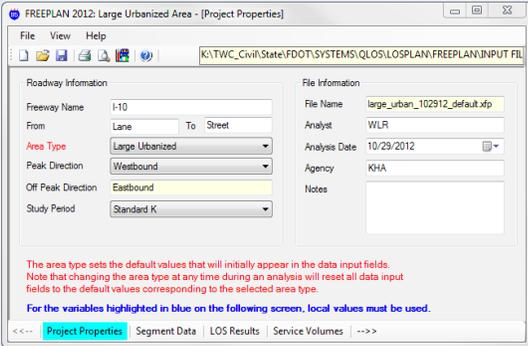 FREEPLAN 2012: Large Urbanized Area - [Project Properties]
File View Help
K:\TWC_Civil\State\FDOT\SYSTEMS\QLOS\LOSPLAN\FREEPLAN\INPUT FIL
Roadway Information
Freeway Name I-10
From Lane To Street
Area Type Large Urbanized
Peak Direction Westbound
Off Peak Direction Eastbound
Study Period Standard K
File Information
File Name large_urban_102912_default.xfp
Analyst WLR
Analysis Date 10/29/2012
Agency KHA
Notes
The area type sets the default values that will initially appear in the data input fields.
Note that changing the area type at any time during an analysis will reset all data input
fields to the default values corresponding to the selected area type.
For the variables highlighted in blue on the following screen, local values must be used.
<<-- Project Properties Segment Data LOS Results Service Volumes -->>